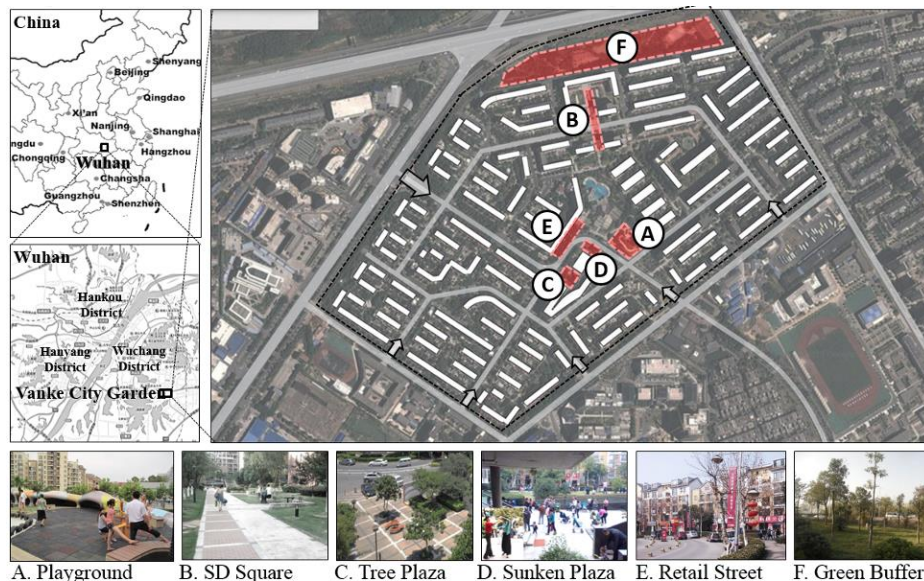 China
Shenyang
Beijing
Qingdao
Xi'an
Nanjing
Shanghai
ngdu
Hangzhou
Chongqing
Wuhan
Changsha
Guangzhou
Shenzhen
Wuhan
Hankou
District
Hanyang
District
Wuchang
District
Vanke City Garden
F
B
E
A
D
C
A. Playground
B. SD Square
C. Tree Plaza
D. Sunken Plaza
E. Retail Street
F. Green Buffer